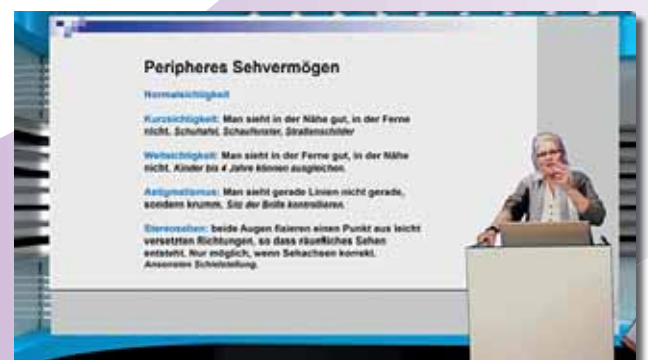 Peripheres Sehvermögen
Normalsichtigkeit
Kurzsichtigkeit: Man sieht in der Nähe gut, in der Ferne
nicht. Schultafel, Schaufenster, Straßenschilder
Weitsichtigkeit: Man sieht in der Ferne gut, in der Nähe
nicht. Kinder bis 4 Jahre können ausgleichen.
Astigmatismus: Man sieht gerade Linien nicht gerade,
sondern krumm. Sitz der Brille kontrollieren.
Stereosehen: beide Augen fixieren einen Punkt aus leicht
versetzten Richtungen, so dass räumliches Sehen
entsteht. Nur möglich, wenn Sehachsen korrekt.
Ansonsten Schielstellung.